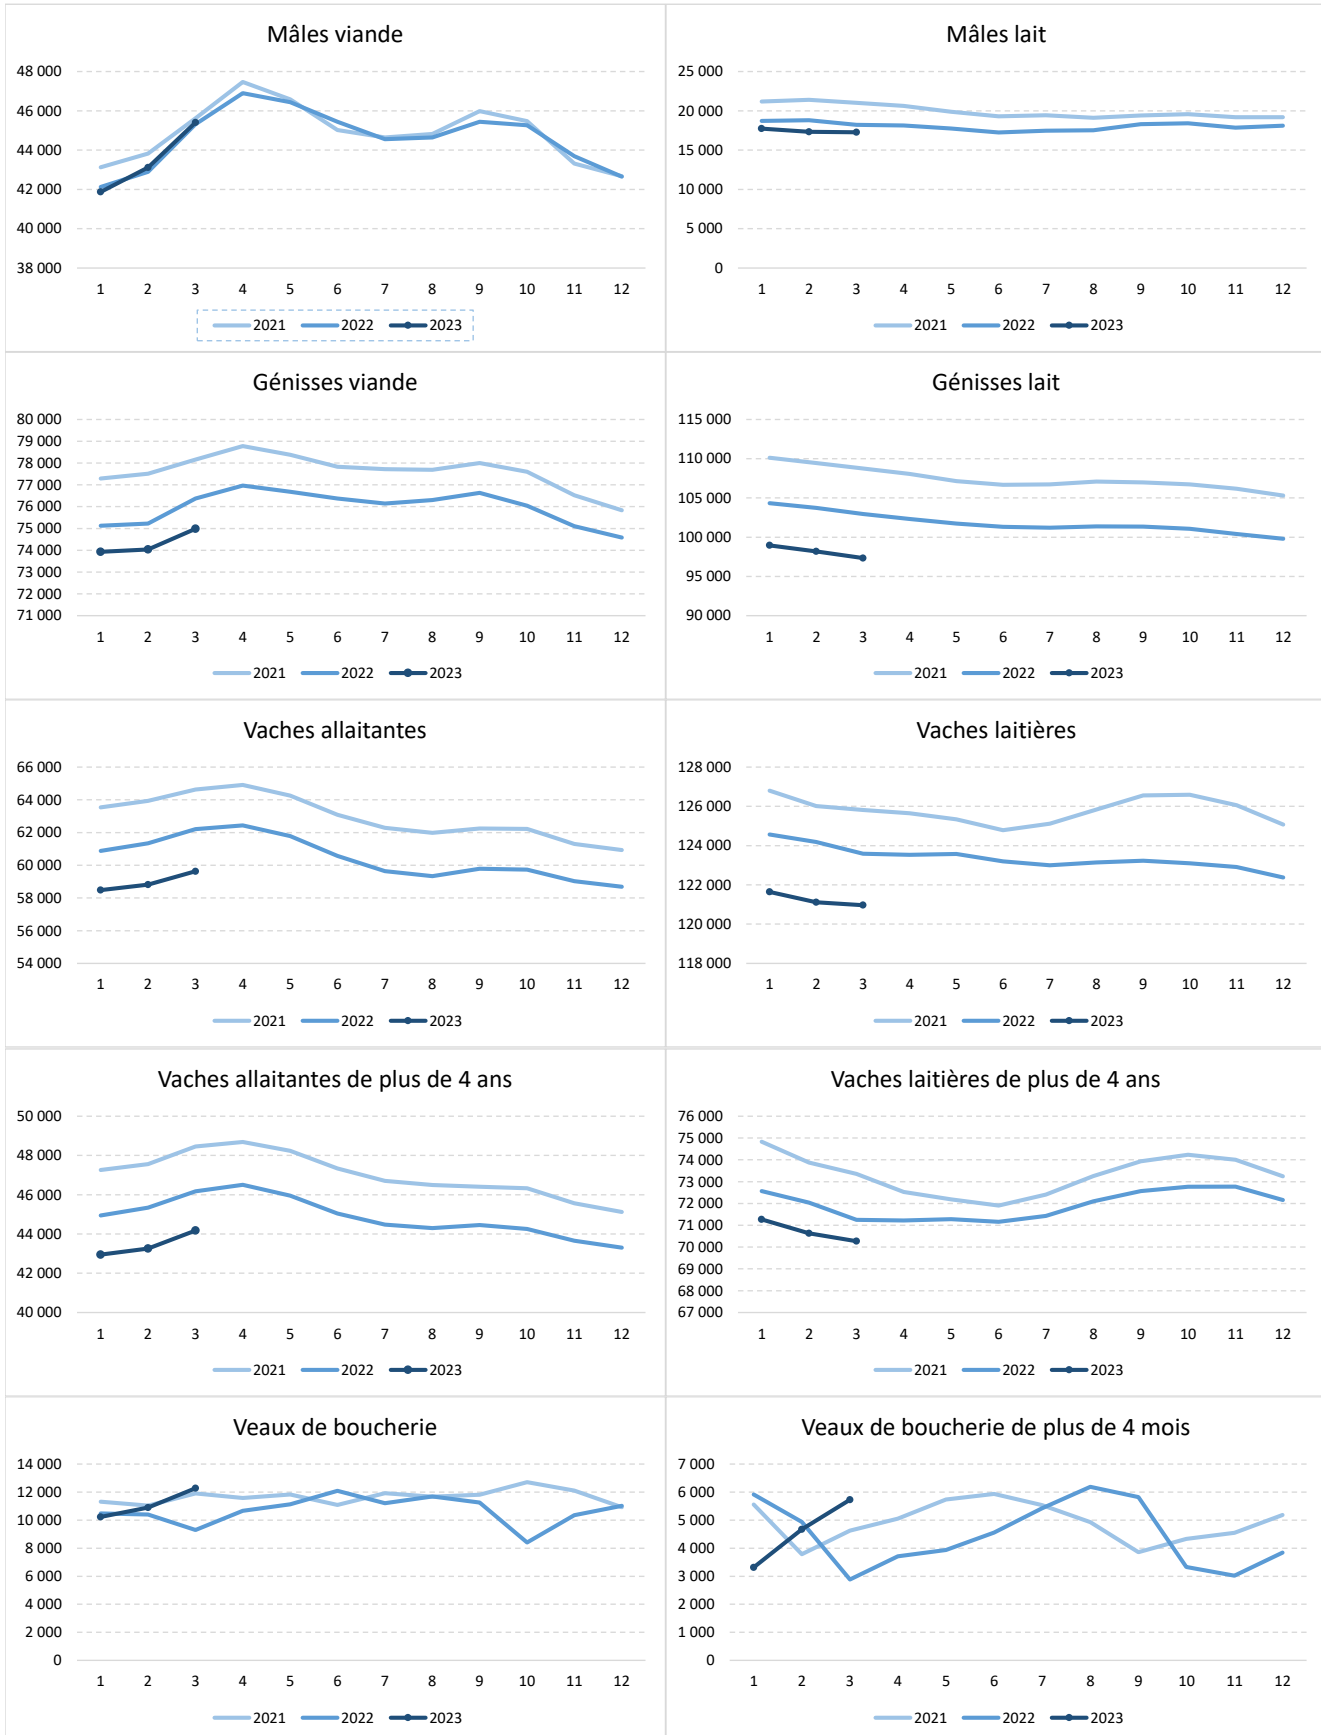 Mâles viande
48 000
46 000
44 000
42 000
40 000
38 000
1 2 3 4 5 6 7 8 9 10 11 12
2021 2022 2023
Mâles lait
25 000
20 000
15 000
10 000
5 000
0
1 2 3 4 5 6 7 8 9 10 11 12
2021 2022 2023
Génisses viande
80 000
79 000
78 000
77 000
76 000
75 000
74 000
73 000
72 000
71 000
1 2 3 4 5 6 7 8 9 10 11 12
2021 2022 2023
Génisses lait
115 000
110 000
105 000
100 000
95 000
90 000
1 2 3 4 5 6 7 8 9 10 11 12
2021 2022 2023
Vaches allaitantes
66 000
64 000
62 000
60 000
58 000
56 000
54 000
1 2 3 4 5 6 7 8 9 10 11 12
2021 2022 2023
Vaches laitières
128 000
126 000
124 000
122 000
120 000
118 000
1 2 3 4 5 6 7 8 9 10 11 12
2021 2022 2023
Vaches allaitantes de plus de 4 ans
50 000
48 000
46 000
44 000
42 000
40 000
1 2 3 4 5 6 7 8 9 10 11 12
2021 2022 2023
Vaches laitières de plus de 4 ans
76 000
75 000
74 000
73 000
72 000
71 000
70 000
69 000
68 000
67 000
1 2 3 4 5 6 7 8 9 10 11 12
2021 2022 2023
Veaux de boucherie
14 000
12 000
10 000
8 000
6 000
4 000
2 000
0
1 2 3 4 5 6 7 8 9 10 11 12
2021 2022 2023
Veaux de boucherie de plus de 4 mois
7 000
6 000
5 000
4 000
3 000
2 000
1 000
0
1 2 3 4 5 6 7 8 9 10 11 12
2021 2022 2023